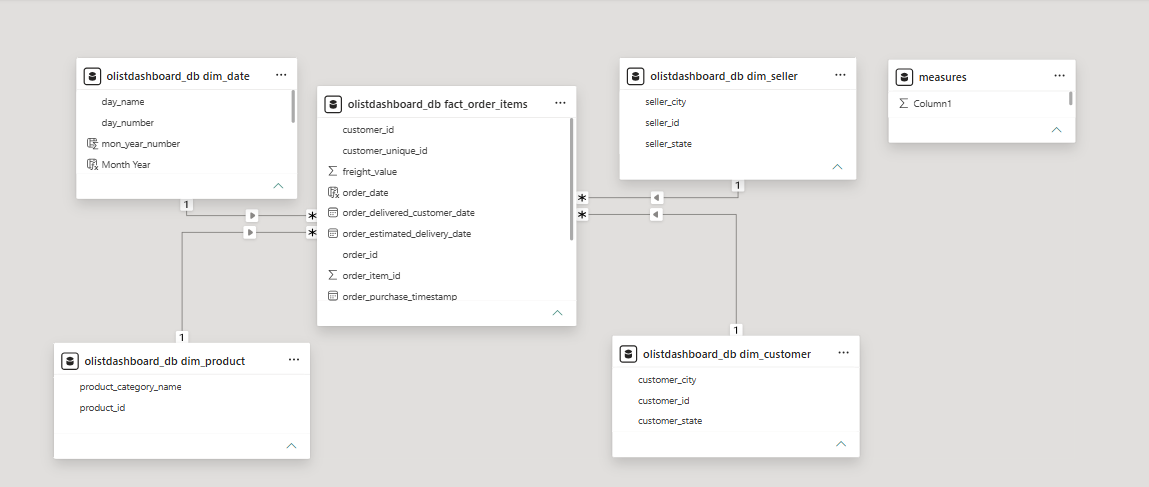 olistdashboard_db dim_date
day_name
day_number
mon_year_number
Month Year
1
olistdashboard_db fact_order_items
customer_id
customer_unique_id
freight_value
order_date
order_delivered_customer_date
order_estimated_delivery_date
order_id
order_item_id
order_purchase_timestamp
*
*
*
*
olistdashboard_db dim_seller
seller_city
seller_id
seller_state
1
measures
Column1
1
olistdashboard_db dim_product
product_category_name
product_id
1
olistdashboard_db dim_customer
customer_city
customer_id
customer_state